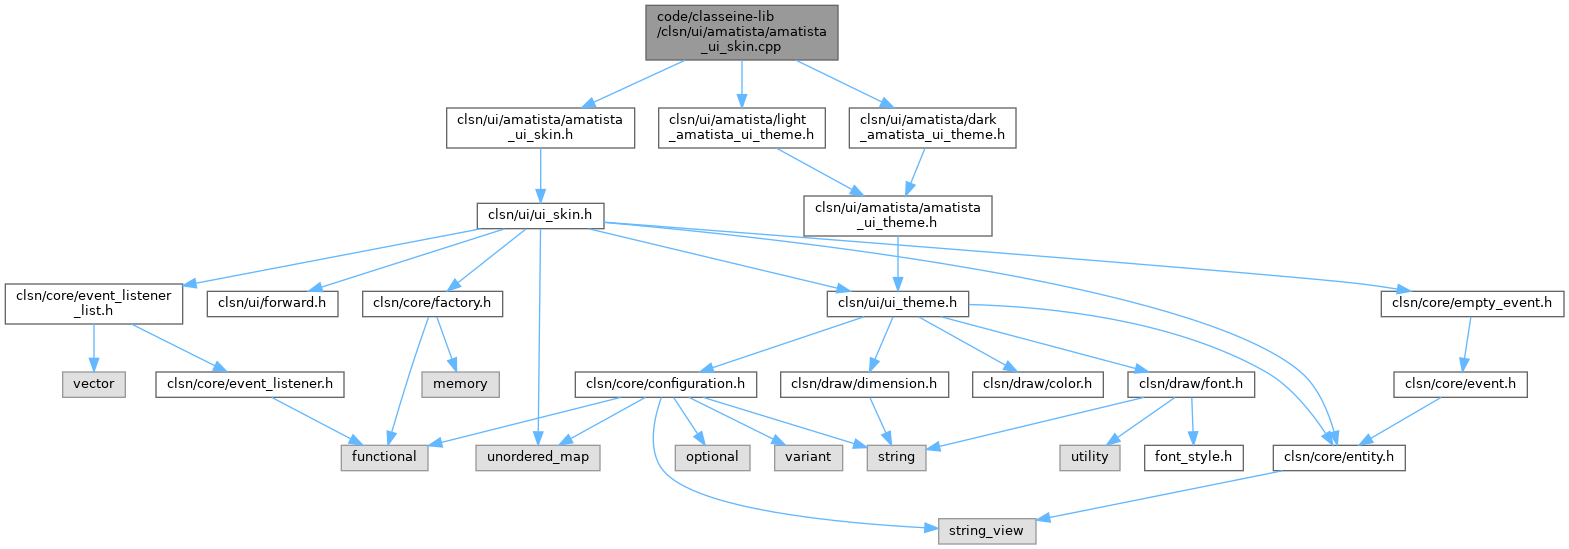 code/classeine-lib
/clsn/ui/amatista/amatista
_ui_skin.cpp
clsn/ui/amatista/amatista
_ui_skin.h
clsn/ui/amatista/light
_amatista_ui_theme.h
clsn/ui/amatista/dark
_amatista_ui_theme.h
clsn/ui/ui_skin.h
clsn/ui/amatista/amatista
_ui_theme.h
clsn/core/event_listener
_list.h
clsn/ui/forward.h
clsn/core/factory.h
clsn/ui/ui_theme.h
clsn/core/empty_event.h
vector
clsn/core/event_listener.h
memory
clsn/core/configuration.h
clsn/draw/dimension.h
clsn/draw/color.h
clsn/draw/font.h
clsn/core/event.h
functional
unordered_map
optional
variant
string
utility
font_style.h
clsn/core/entity.h
string_view